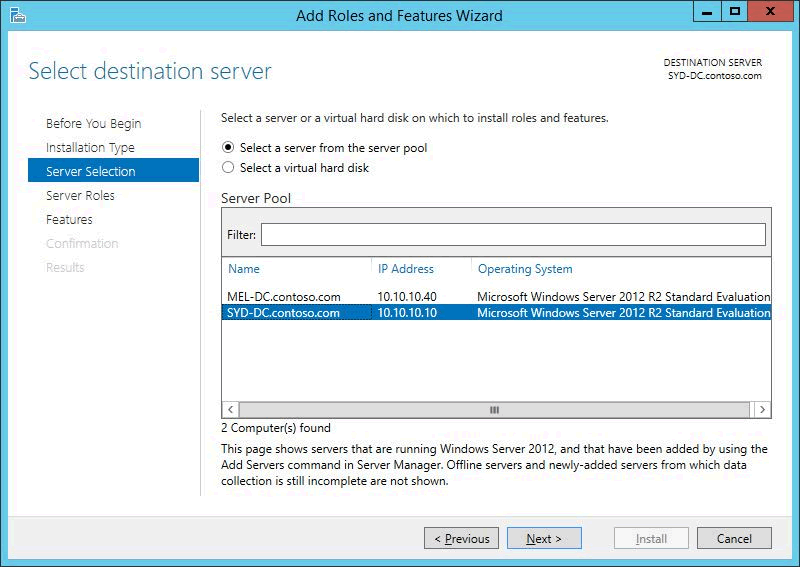 Add Roles and Features Wizard
Select destination server
DESTINATION SERVER
SYD-DC.contoso.com
Before You Begin
Installation Type
Server Selection
Server Roles
Features
Confirmation
Results
Select a server or a virtual hard disk on which to install roles and features.
Select a server from the server pool
Select a virtual hard disk
Server Pool
Filter:
Name IP Address Operating System
MEL-DC.contoso.com 10.10.10.40 Microsoft Windows Server 2012 R2 Standard Evaluation
SYD-DC.contoso.com 10.10.10.10 Microsoft Windows Server 2012 R2 Standard Evaluation
2 Computer(s) found
This page shows servers that are running Windows Server 2012, and that have been added by using the
Add Servers command in Server Manager. Offline servers and newly-added servers from which data
collection is still incomplete are not shown.
< Previous Next > Install Cancel